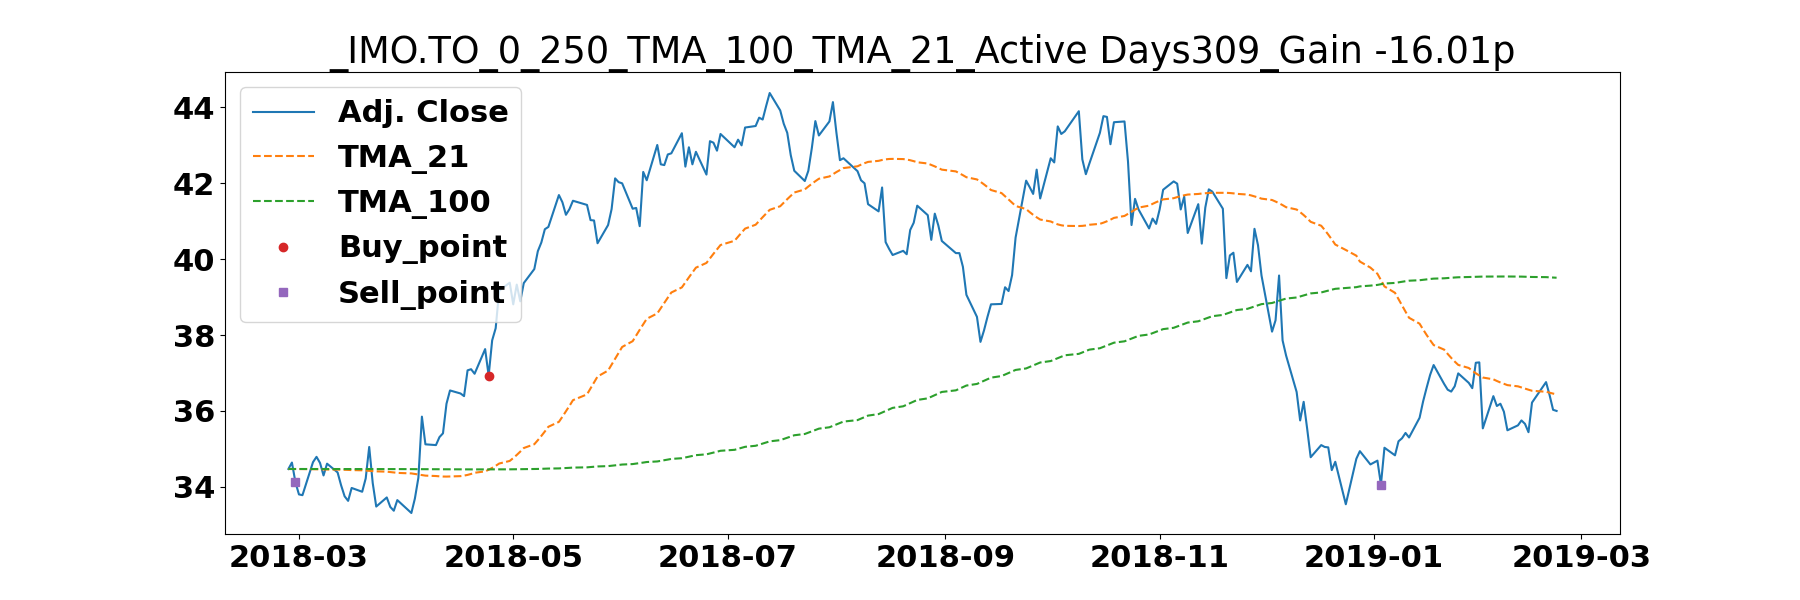 _IMO.TO_0_250_TMA_100_TMA_21_Active Days309_Gain -16.01p
Adj. Close
TMA_21
TMA_100
Buy_point
Sell_point
44
42
40
38
36
34
2018-03 2018-05 2018-07 2018-09 2018-11 2019-01 2019-03